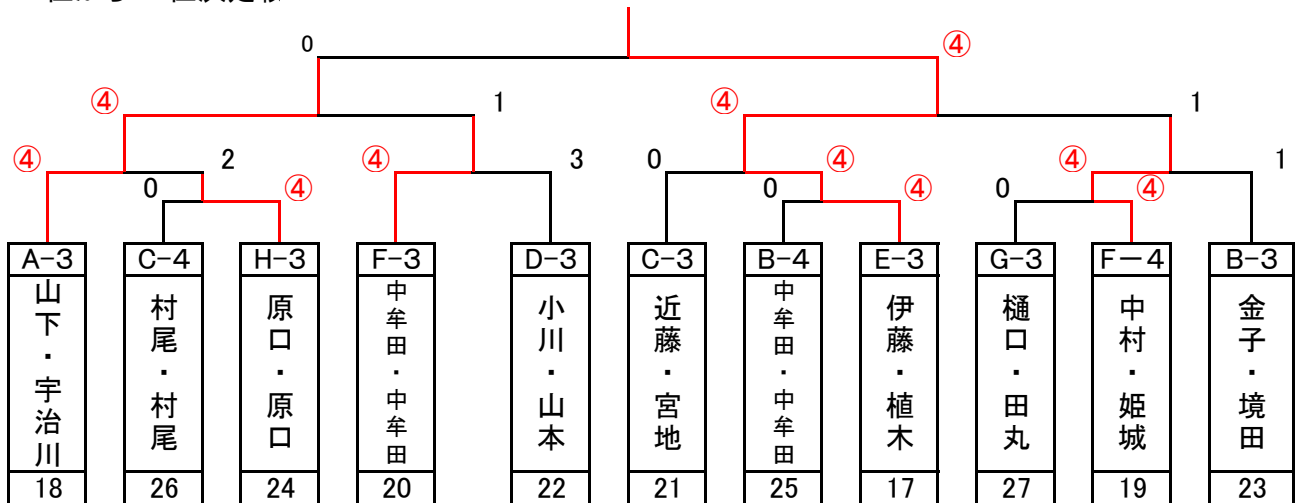 0 ④
④ 1 ④ 1
④ 2 ④ 3 0 ④ ④ 1
0 ④ 0 ④ 0 ④
A-3 C-4 H-3 F-3 D-3 C-3 B-4 E-3 G-3 F－4 B-3
山下・宇治川 村尾・村尾 原口・原口 中牟田・中牟田 小川・山本 近藤・宮地 中牟田・中牟田 伊藤・植木 樋口・田丸 中村・姫城 金子・境田
18 26 24 20 22 21 25 17 27 19 23